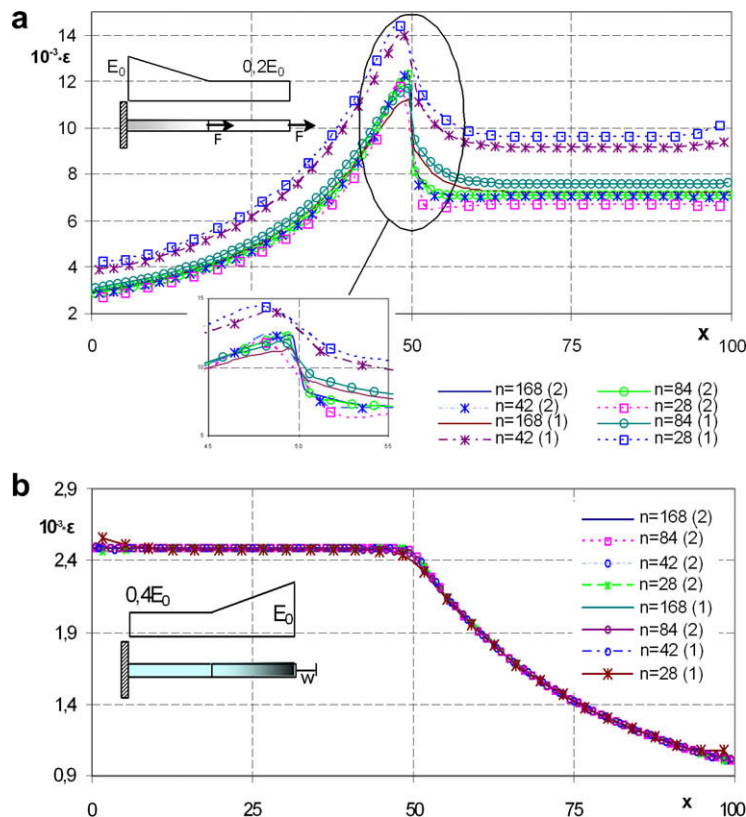 a
10⁻³·ε
14
12
10
8
6
4
2
E₀
0,2E₀
F
F
0
50
75
100
x
15
10
5
45
50
55
n=168 (2)
n=84 (2)
n=42 (2)
n=28 (2)
n=168 (1)
n=84 (1)
n=42 (1)
n=28 (1)
b
2,9
10⁻³·ε
2,4
1,9
1,4
0,9
0,4E₀
E₀
w
0
25
50
75
100
x
n=168 (2)
n=84 (2)
n=42 (2)
n=28 (2)
n=168 (1)
n=84 (2)
n=42 (1)
n=28 (1)